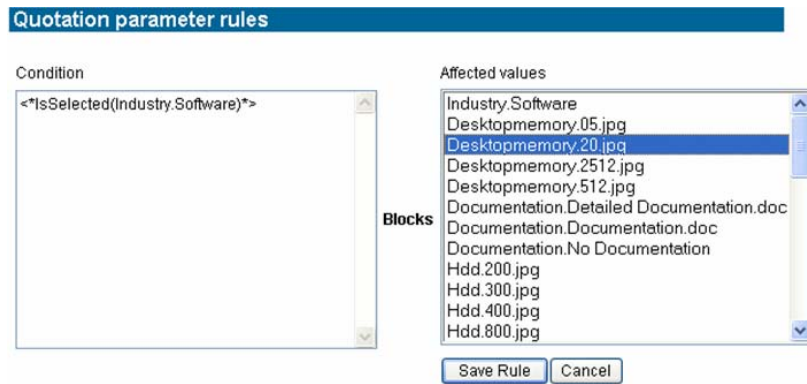 Quotation parameter rules
Condition
Affected values
<*IsSelected(Industry.Software)*>
Blocks
Industry.Software
Desktopmemory.05.jpg
Desktopmemory.20.jpg
Desktopmemory.2512.jpg
Desktopmemory.512.jpg
Documentation.Detailed Documentation.doc
Documentation.Documentation.doc
Documentation.No Documentation
Hdd.200.jpg
Hdd.300.jpg
Hdd.400.jpg
Hdd.800.jpg
Save Rule
Cancel